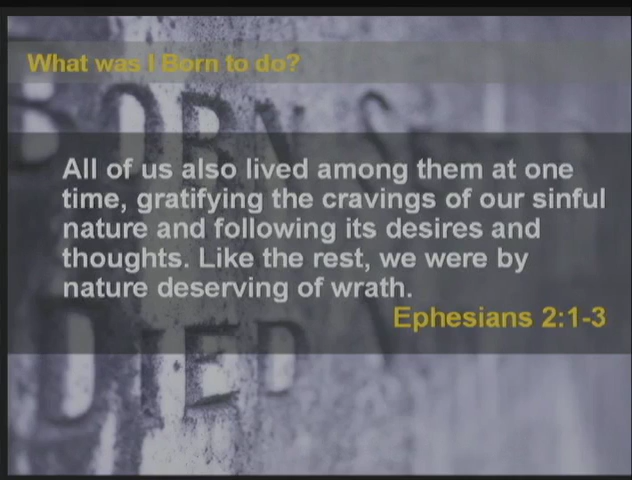 What was I Born to do?
BORN
All of us also lived among them at one
time, gratifying the cravings of our sinful
nature and following its desires and
thoughts. Like the rest, we were by
nature deserving of wrath.
Ephesians 2:1-3
DIED